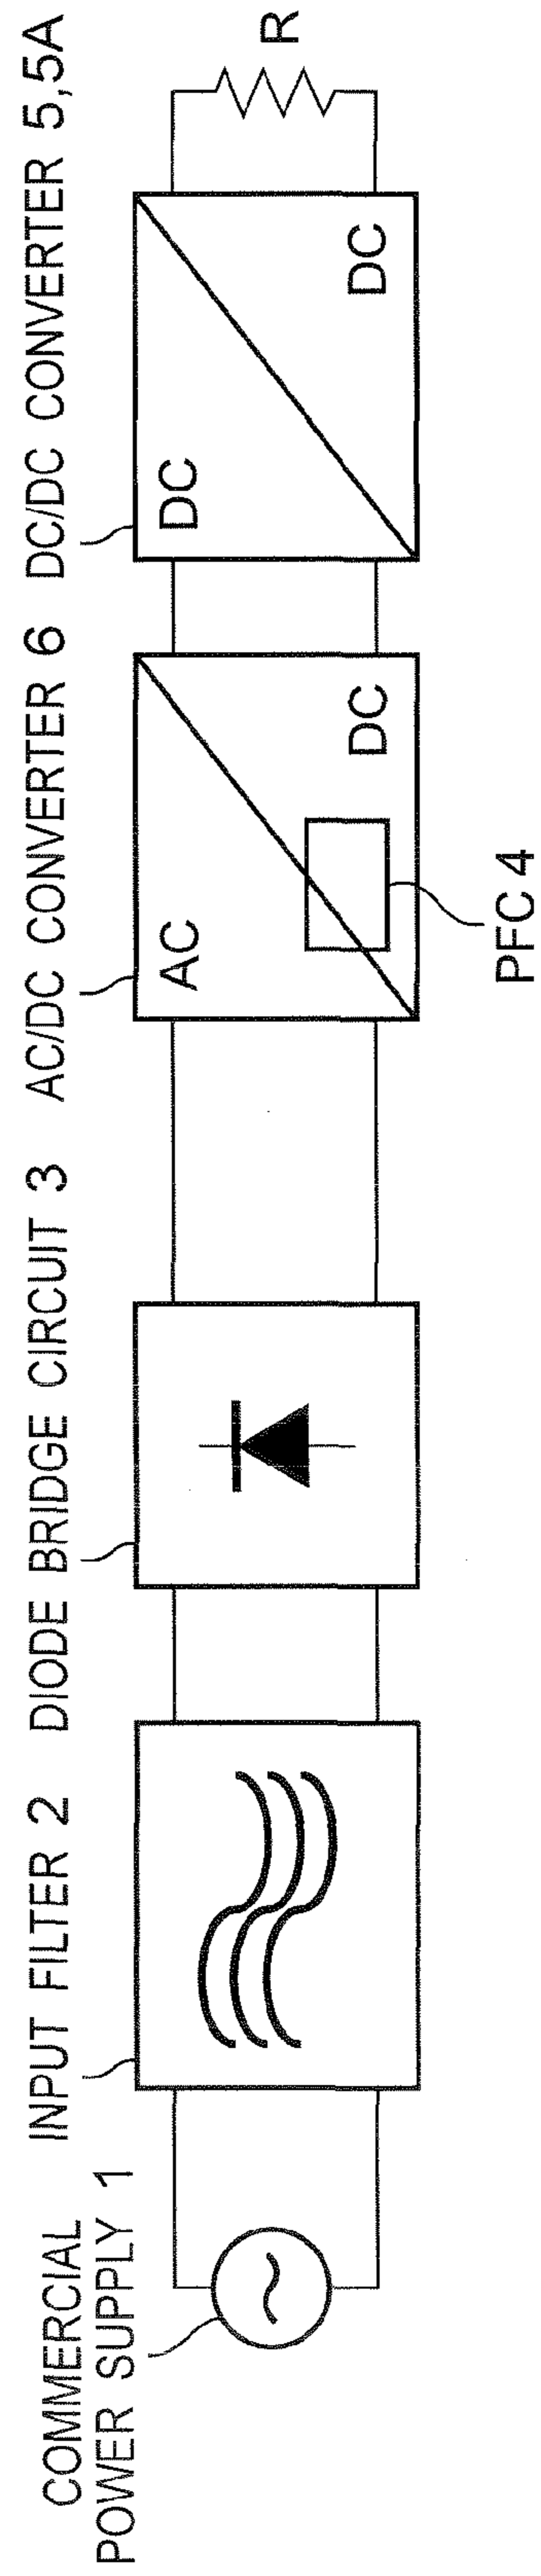 COMMERCIAL
POWER SUPPLY 1
INPUT FILTER 2
DIODE BRIDGE CIRCUIT 3
AC/DC CONVERTER 6
DC/DC CONVERTER 5,5A
AC
DC
PFC 4
DC
DC
R